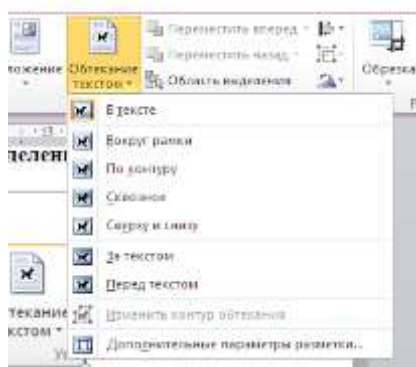 Переместить вперед
ложение
Обтекание текстом
Переместить назад
Область выделения
Обрезка
В тексте
Вокруг рамки
По контуру
Сквозное
Сверху и снизу
За текстом
Перед текстом
Изменить контур обтекания
Дополнительные параметры разметки...
делени
текание
кстом